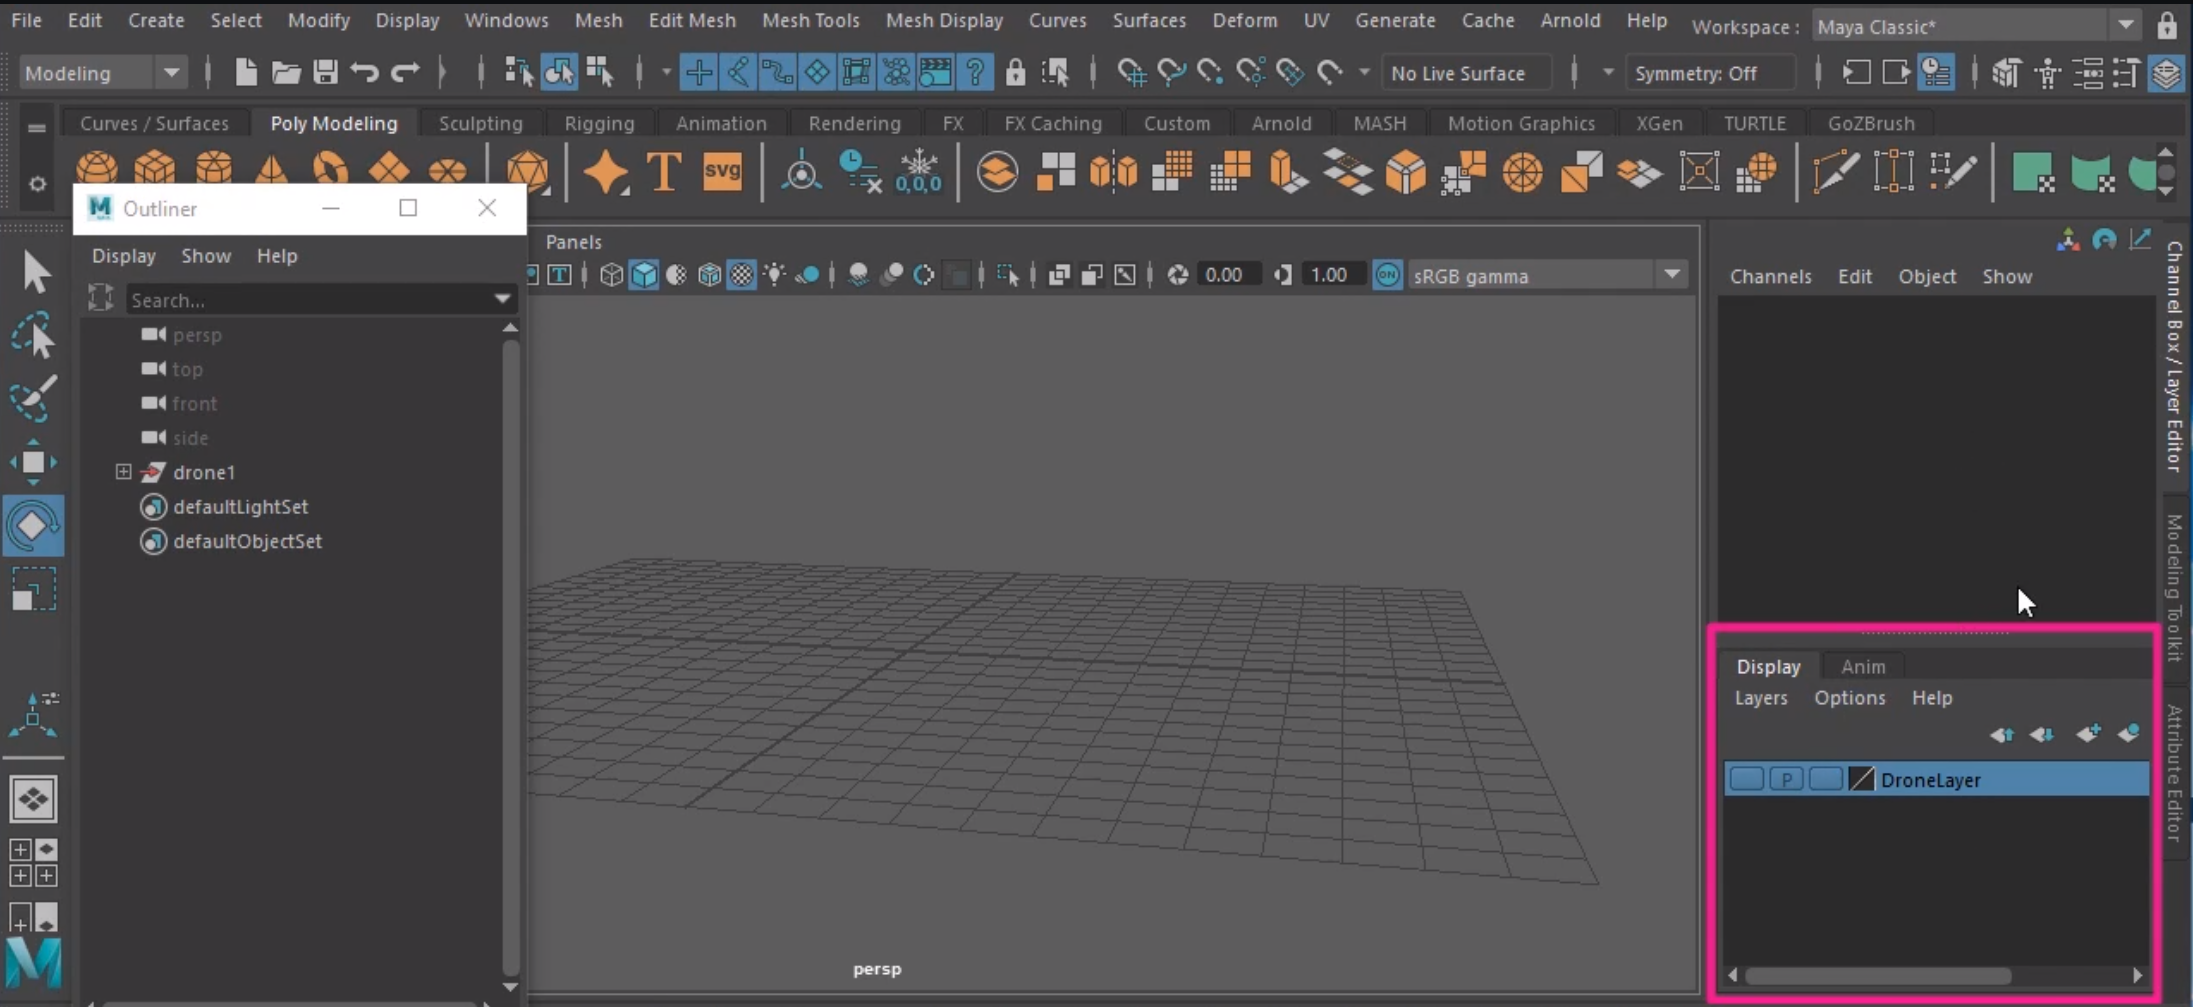 File Edit Create Select Modify Display Windows Mesh Edit Mesh Mesh Tools Mesh Display Curves Surfaces Deform UV Generate Cache Arnold Help Workspace : Maya Classic*
Modeling No Live Surface Symmetry: Off
Curves / Surfaces Poly Modeling Sculpting Rigging Animation Rendering FX FX Caching Custom Arnold MASH Motion Graphics XGen TURTLE GoZBrush
T svg 0,0,0
M Outliner
Display Show Help
Search...
persp
top
front
side
drone1
defaultLightSet
defaultObjectSet
Panels
T 0.00 1.00 ON sRGB gamma
persp
Channels Edit Object Show
Display Anim
Layers Options Help
P DroneLayer
Channel Box / Layer Editor
Modeling Toolkit
Attribute Editor
M